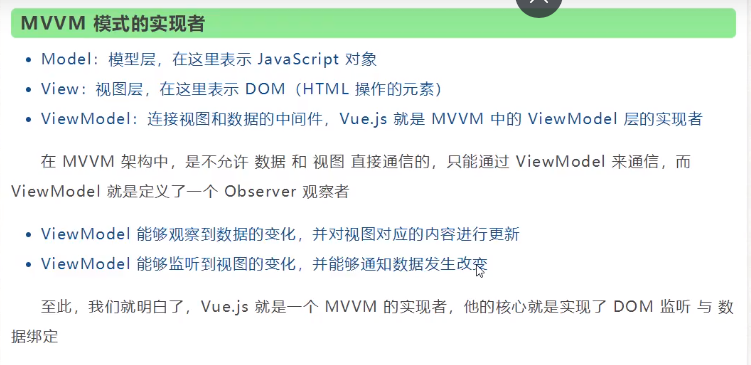 MVVM 模式的实现者
Model：模型层，在这里表示 JavaScript 对象
View：视图层，在这里表示 DOM（HTML 操作的元素）
ViewModel：连接视图和数据的中间件，Vue.js 就是 MVVM 中的 ViewModel 层的实现者
在 MVVM 架构中，是不允许 数据 和 视图 直接通信的，只能通过 ViewModel 来通信，而
ViewModel 就是定义了一个 Observer 观察者
ViewModel 能够观察到数据的变化，并对视图对应的内容进行更新
ViewModel 能够监听到视图的变化，并能够通知数据发生改变
至此，我们就明白了，Vue.js 就是一个 MVVM 的实现者，他的核心就是实现了 DOM 监听 与 数
据绑定